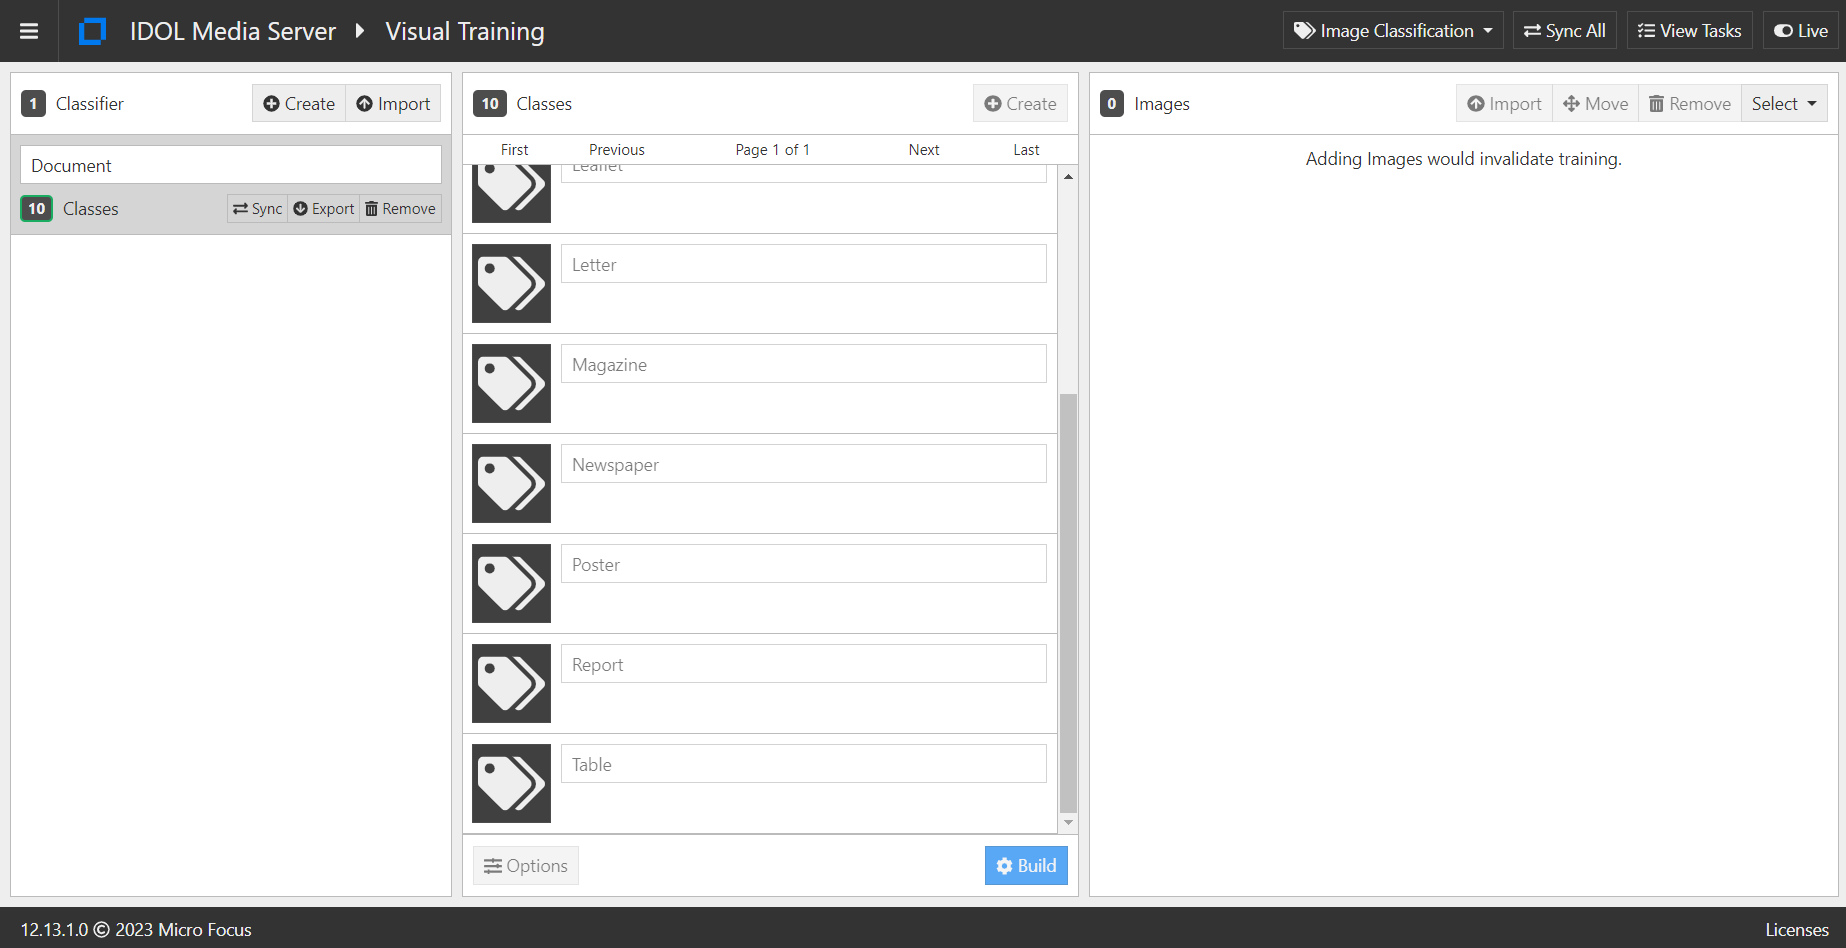 IDOL Media Server Visual Training Image Classification Sync All View Tasks Live
1 Classifier Create Import
Document
10 Classes Sync Export Remove
10 Classes Create
First Previous Page 1 of 1 Next Last
Leaflet
Letter
Magazine
Newspaper
Poster
Report
Table
Options Build
0 Images Import Move Remove Select
Adding Images would invalidate training.
12.13.1.0 © 2023 Micro Focus Licenses